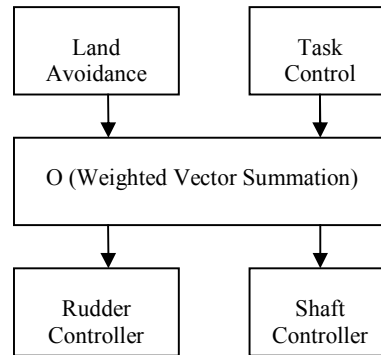 Land
Avoidance
Task
Control
O (Weighted Vector Summation)
Rudder
Controller
Shaft
Controller